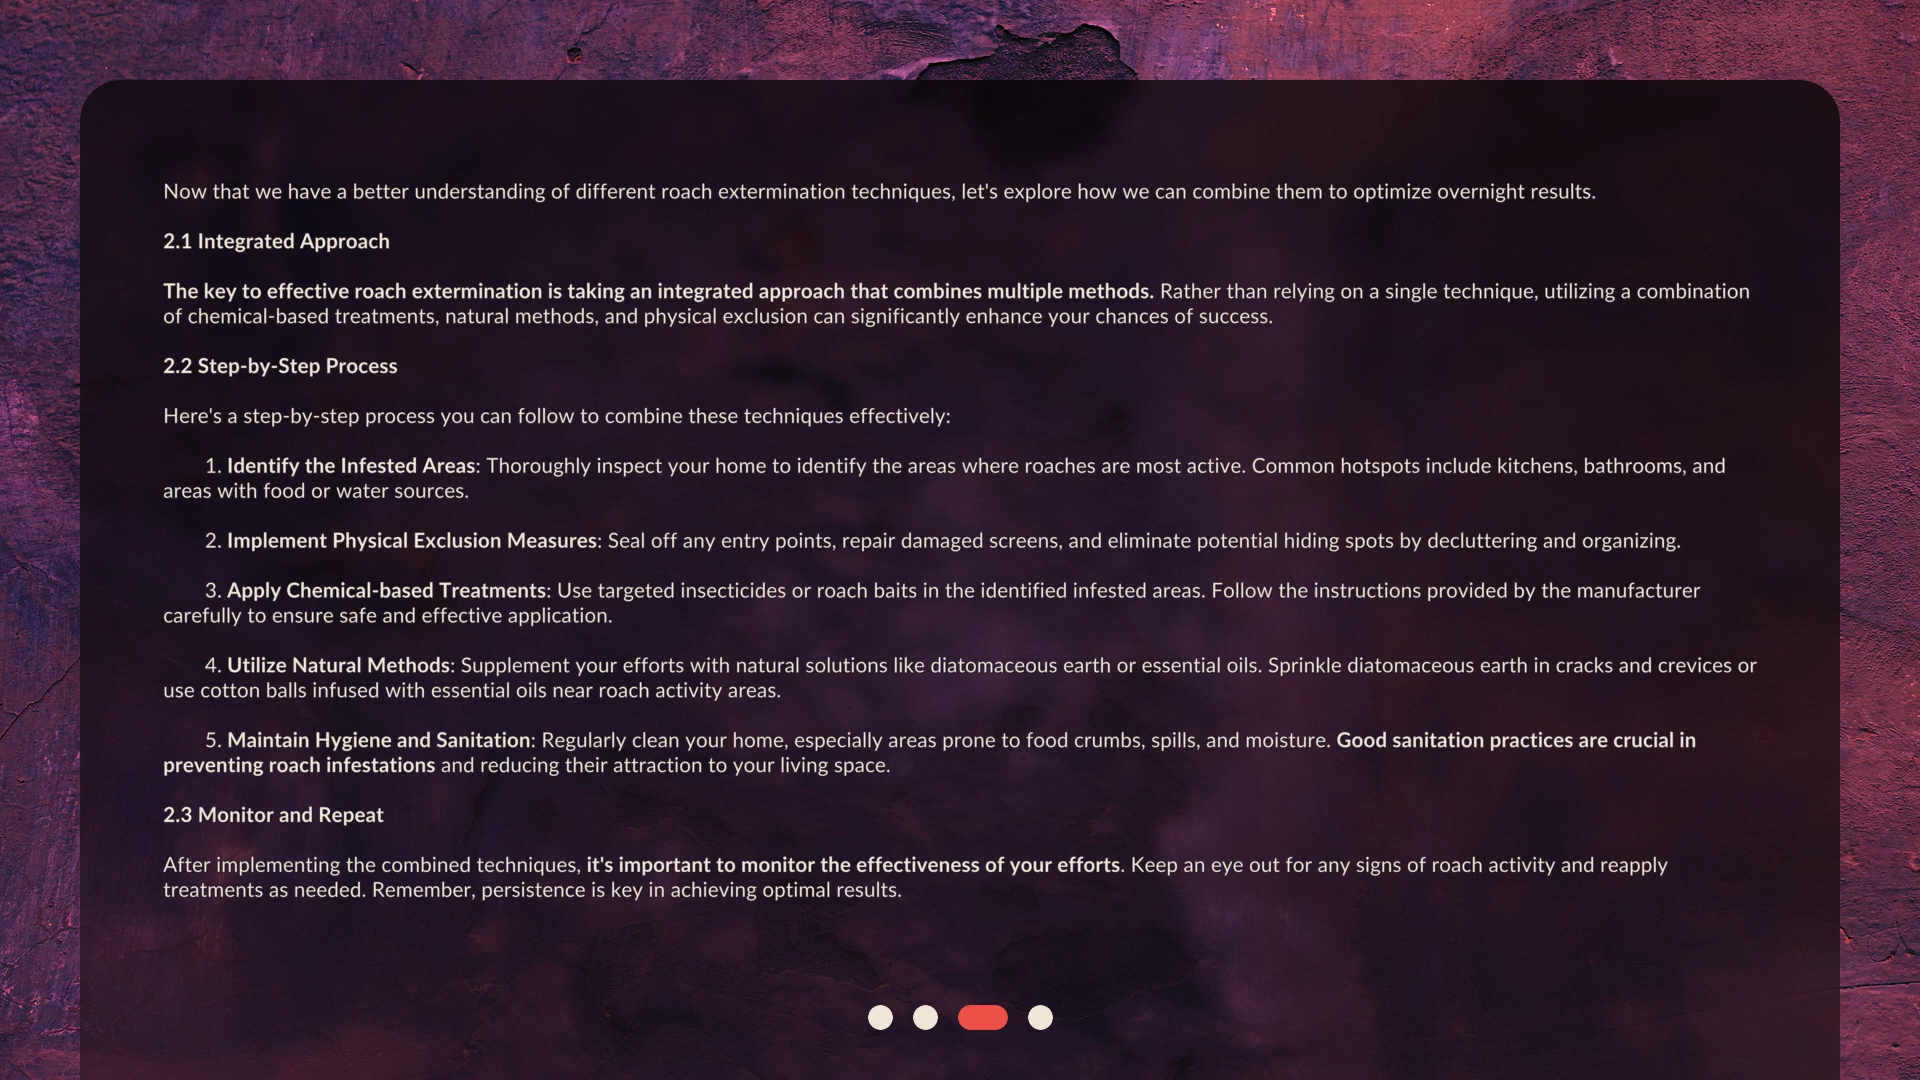 Now that we have a better understanding of different roach extermination techniques, let's explore how we can combine them to optimize overnight results.
2.1 Integrated Approach
The key to effective roach extermination is taking an integrated approach that combines multiple methods. Rather than relying on a single technique, utilizing a combination
of chemical-based treatments, natural methods, and physical exclusion can significantly enhance your chances of success.
2.2 Step-by-Step Process
Here's a step-by-step process you can follow to combine these techniques effectively:
1. Identify the Infested Areas: Thoroughly inspect your home to identify the areas where roaches are most active. Common hotspots include kitchens, bathrooms, and
areas with food or water sources.
2. Implement Physical Exclusion Measures: Seal off any entry points, repair damaged screens, and eliminate potential hiding spots by decluttering and organizing.
3. Apply Chemical-based Treatments: Use targeted insecticides or roach baits in the identified infested areas. Follow the instructions provided by the manufacturer
carefully to ensure safe and effective application.
4. Utilize Natural Methods: Supplement your efforts with natural solutions like diatomaceous earth or essential oils. Sprinkle diatomaceous earth in cracks and crevices or
use cotton balls infused with essential oils near roach activity areas.
5. Maintain Hygiene and Sanitation: Regularly clean your home, especially areas prone to food crumbs, spills, and moisture. Good sanitation practices are crucial in
preventing roach infestations and reducing their attraction to your living space.
2.3 Monitor and Repeat
After implementing the combined techniques, it's important to monitor the effectiveness of your efforts. Keep an eye out for any signs of roach activity and reapply
treatments as needed. Remember, persistence is key in achieving optimal results.